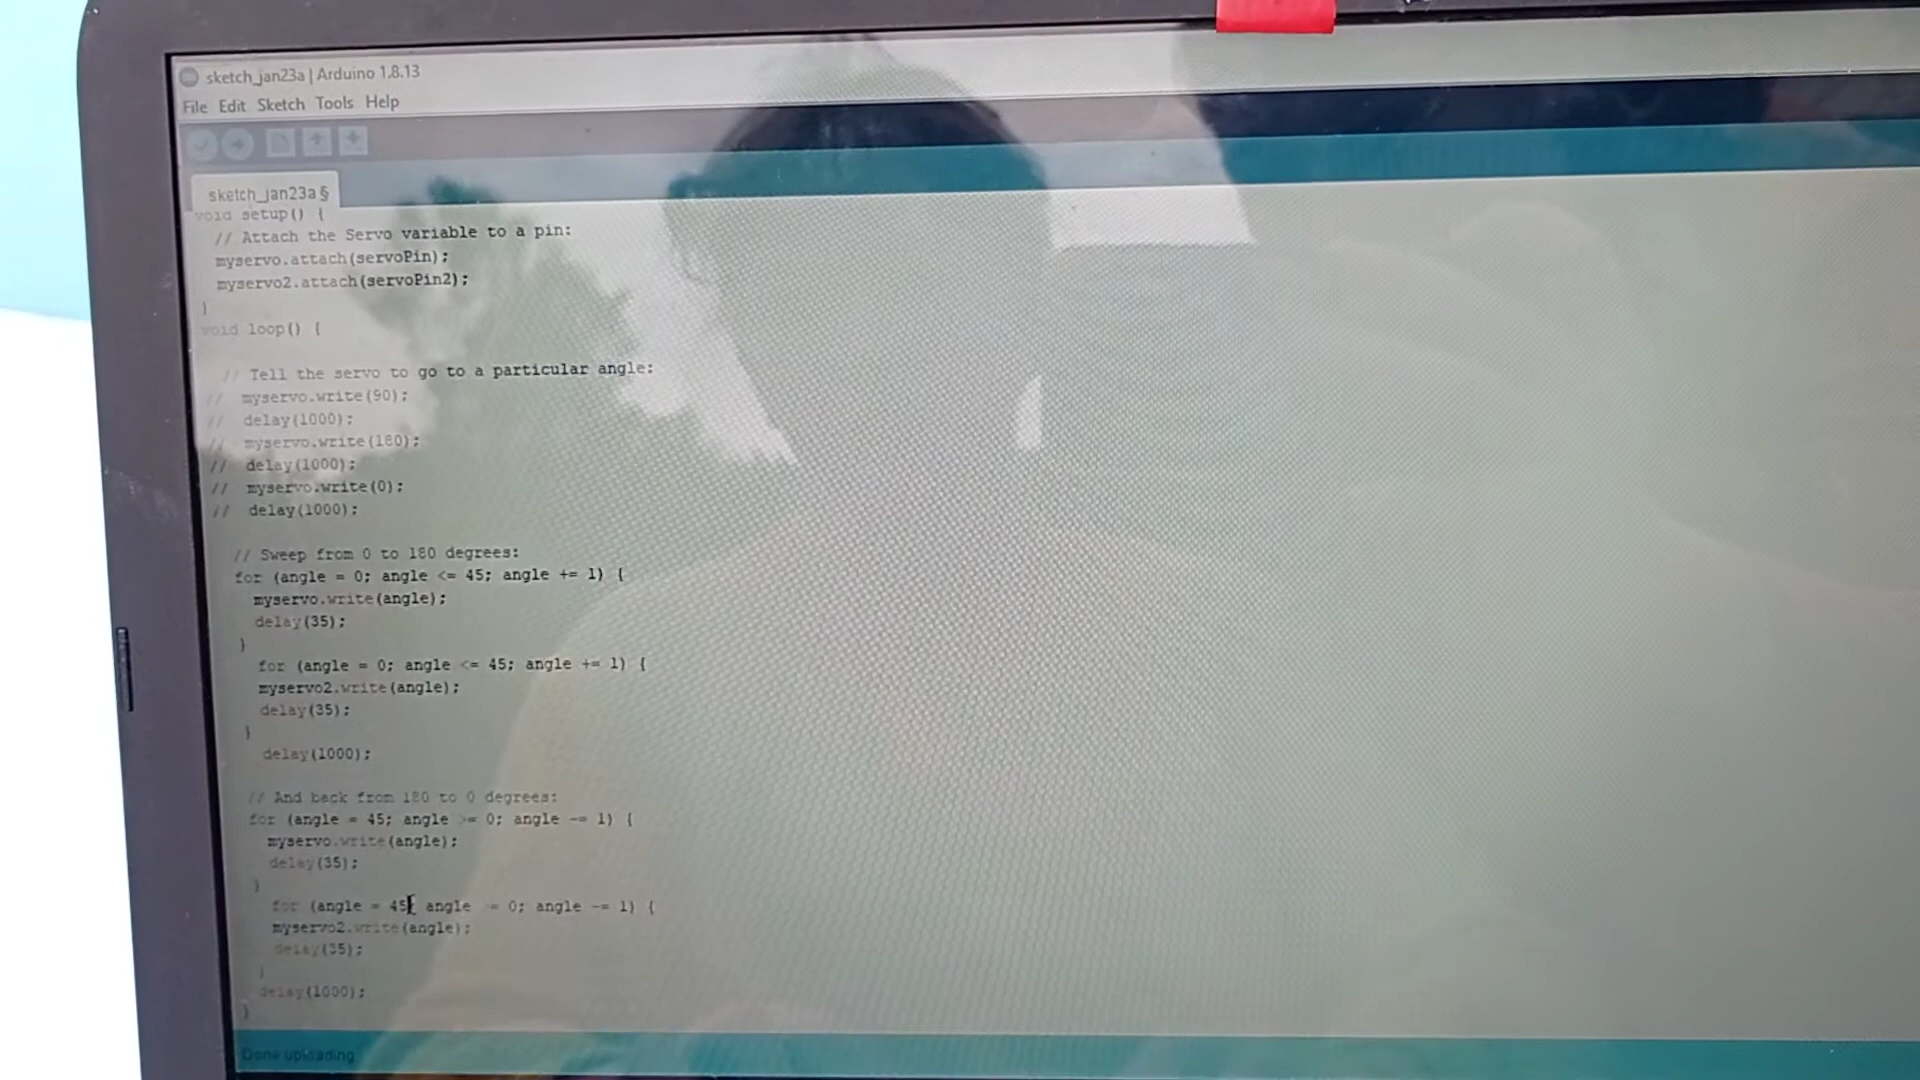 sketch_jan23a | Arduino 1.8.13
File Edit Sketch Tools Help
sketch_jan23a §
void setup() {
// Attach the Servo variable to a pin:
myservo.attach(servoPin);
myservo2.attach(servoPin2);
}
void loop() {
// Tell the servo to go to a particular angle:
// myservo.write(90);
// delay(1000);
// myservo.write(180);
// delay(1000);
// myservo.write(0);
// delay(1000);
// Sweep from 0 to 180 degrees:
for (angle = 0; angle <= 45; angle += 1) {
myservo.write(angle);
delay(35);
}
for (angle = 0; angle <= 45; angle += 1) {
myservo2.write(angle);
delay(35);
}
delay(1000);
// And back from 180 to 0 degrees:
for (angle = 45; angle >= 0; angle -= 1) {
myservo.write(angle);
delay(35);
}
for (angle = 45; angle >= 0; angle -= 1) {
myservo2.write(angle);
delay(35);
}
delay(1000);
}
Done uploading